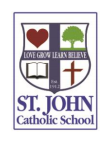 LOVE GROW LEARN BELIEVE
ST. JOHN
Catholic School